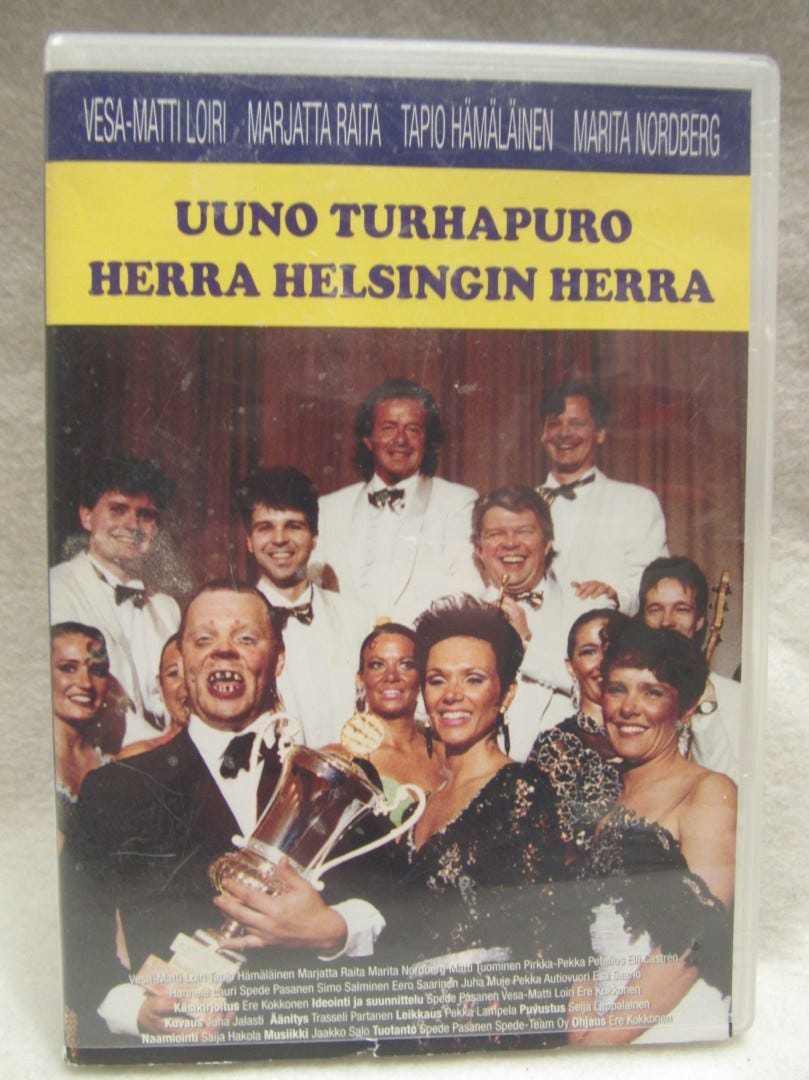 VESA-MATTI LOIRI MARJATTA RAITA TAPIO HÄMÄLÄINEN MARITA NORDBERG
UUNO TURHAPURO
HERRA HELSINGIN HERRA
Vesa-Matti Loiri Tapio Hämäläinen Marjatta Raita Marita Nordberg Matti Tuominen Pirkka-Pekka Petelius Elli Castrén
Hannele Lauri Spede Pasanen Simo Salminen Eero Saarinen Juha Muje Pekka Autiovuori Esa Saario
Käsikirjoitus Ere Kokkonen Ideointi ja suunnittelu Spede Pasanen Vesa-Matti Loiri Ere Kokkonen
Kuvaus Juha Jalasti Äänitys Trasseli Partanen Leikkaus Pekka Lampela Puvustus Seija Lappalainen
Naamiointi Saija Hakola Musiikki Jaakko Salo Tuotanto Spede Pasanen Spede-Team Oy Ohjaus Ere Kokkonen